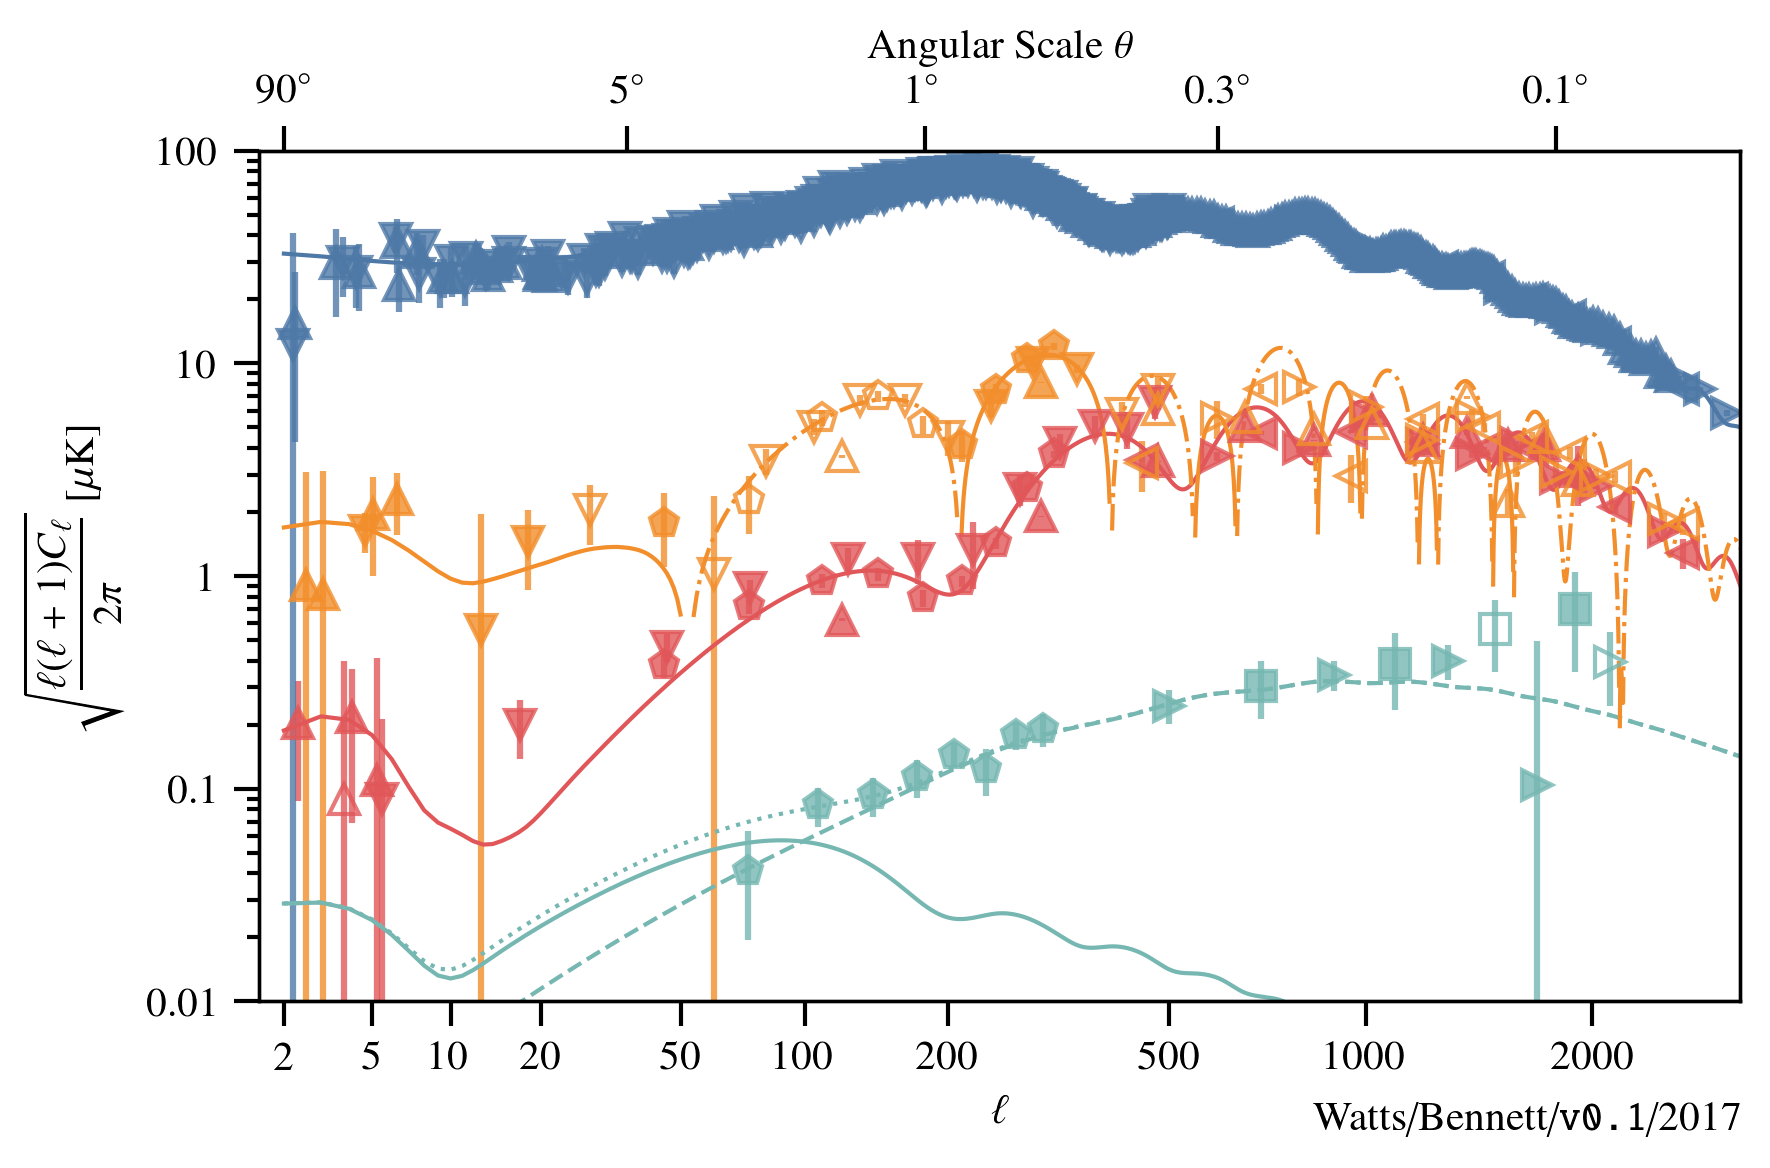 Angular Scale θ
90° 5° 1° 0.3° 0.1°
100
10
1
0.1
0.01
√(ℓ(ℓ + 1)Cℓ / 2π) [μK]
2 5 10 20 50 100 200 500 1000 2000
ℓ
Watts/Bennett/v0.1/2017